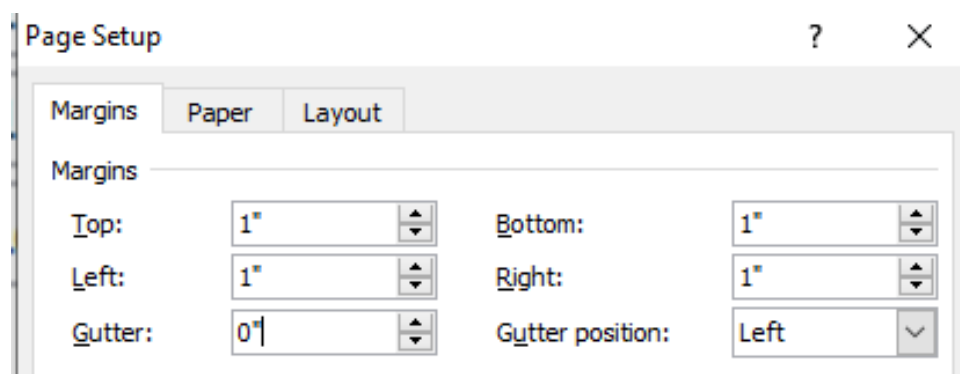 Page Setup ? ×
Margins Paper Layout
Margins
Top: 1" Bottom: 1"
Left: 1" Right: 1"
Gutter: 0" Gutter position: Left